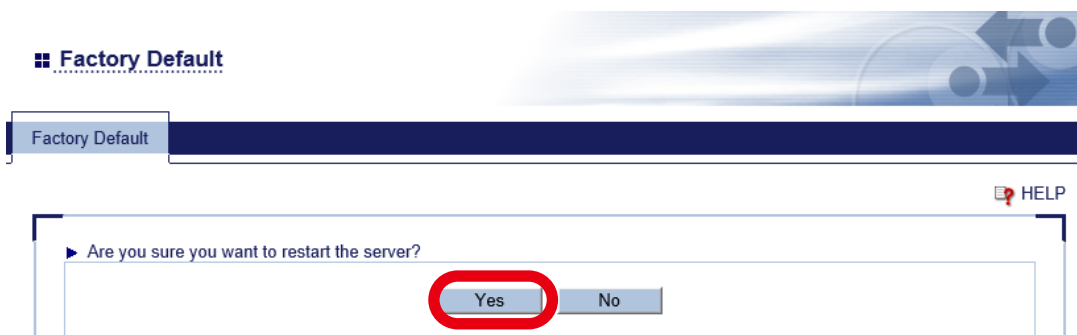 Factory Default
Factory Default
HELP
Are you sure you want to restart the server?
Yes No